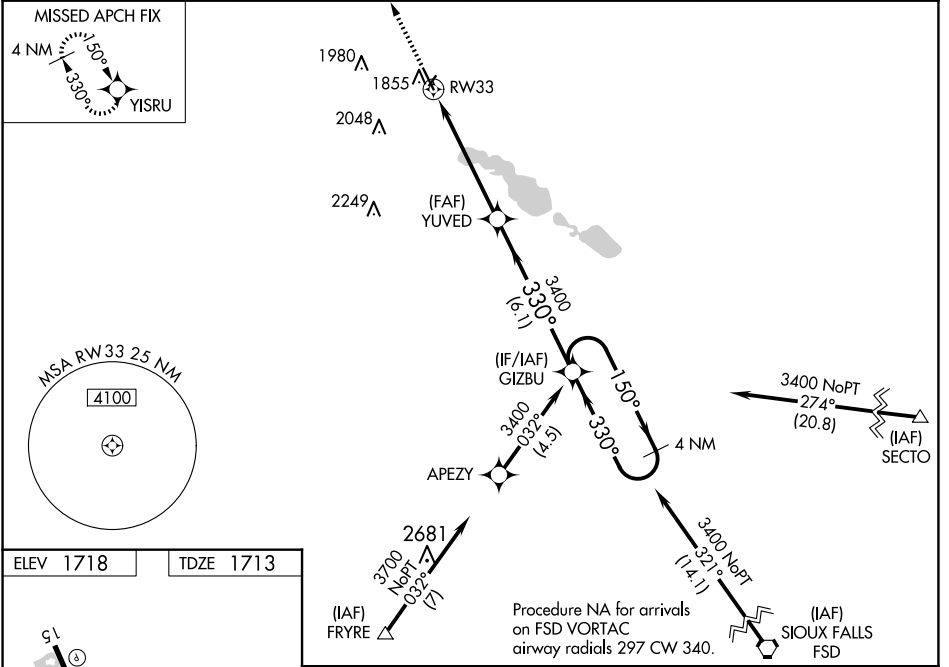 MISSED APCH FIX
4 NM
150°
330°
YISRU
1980
1855
RW33
2048
2249
(FAF)
YUVED
3400
330°
(6.1)
(IF/IAF)
GIZBU
150°
330°
4 NM
MSA RW33 25 NM
4100
3400 NoPT
274°
(20.8)
(IAF)
SECTO
3400
032°
(4.5)
APEZY
2681
3700
NoPT
032°
(7)
(IAF)
FRYRE
3400 NoPT
321°
(14.1)
(IAF)
SIOUX FALLS
FSD
Procedure NA for arrivals
on FSD VORTAC
airway radials 297 CW 340.
ELEV 1718
TDZE 1713
15
P